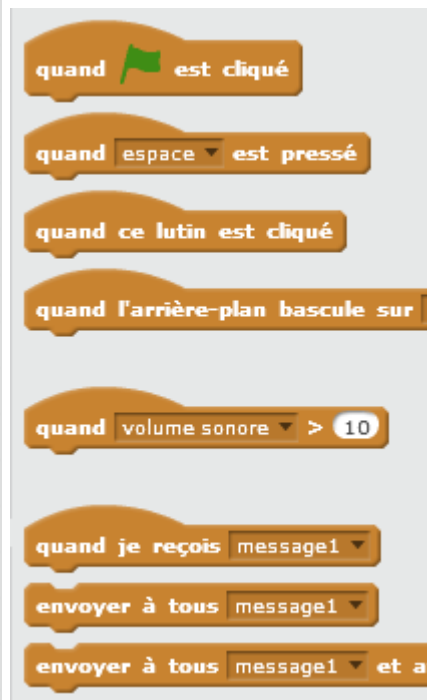 quand est cliqué
quand espace est pressé
quand ce lutin est cliqué
quand l'arrière-plan bascule sur
quand volume sonore > 10
quand je reçois message1
envoyer à tous message1
envoyer à tous message1 et a